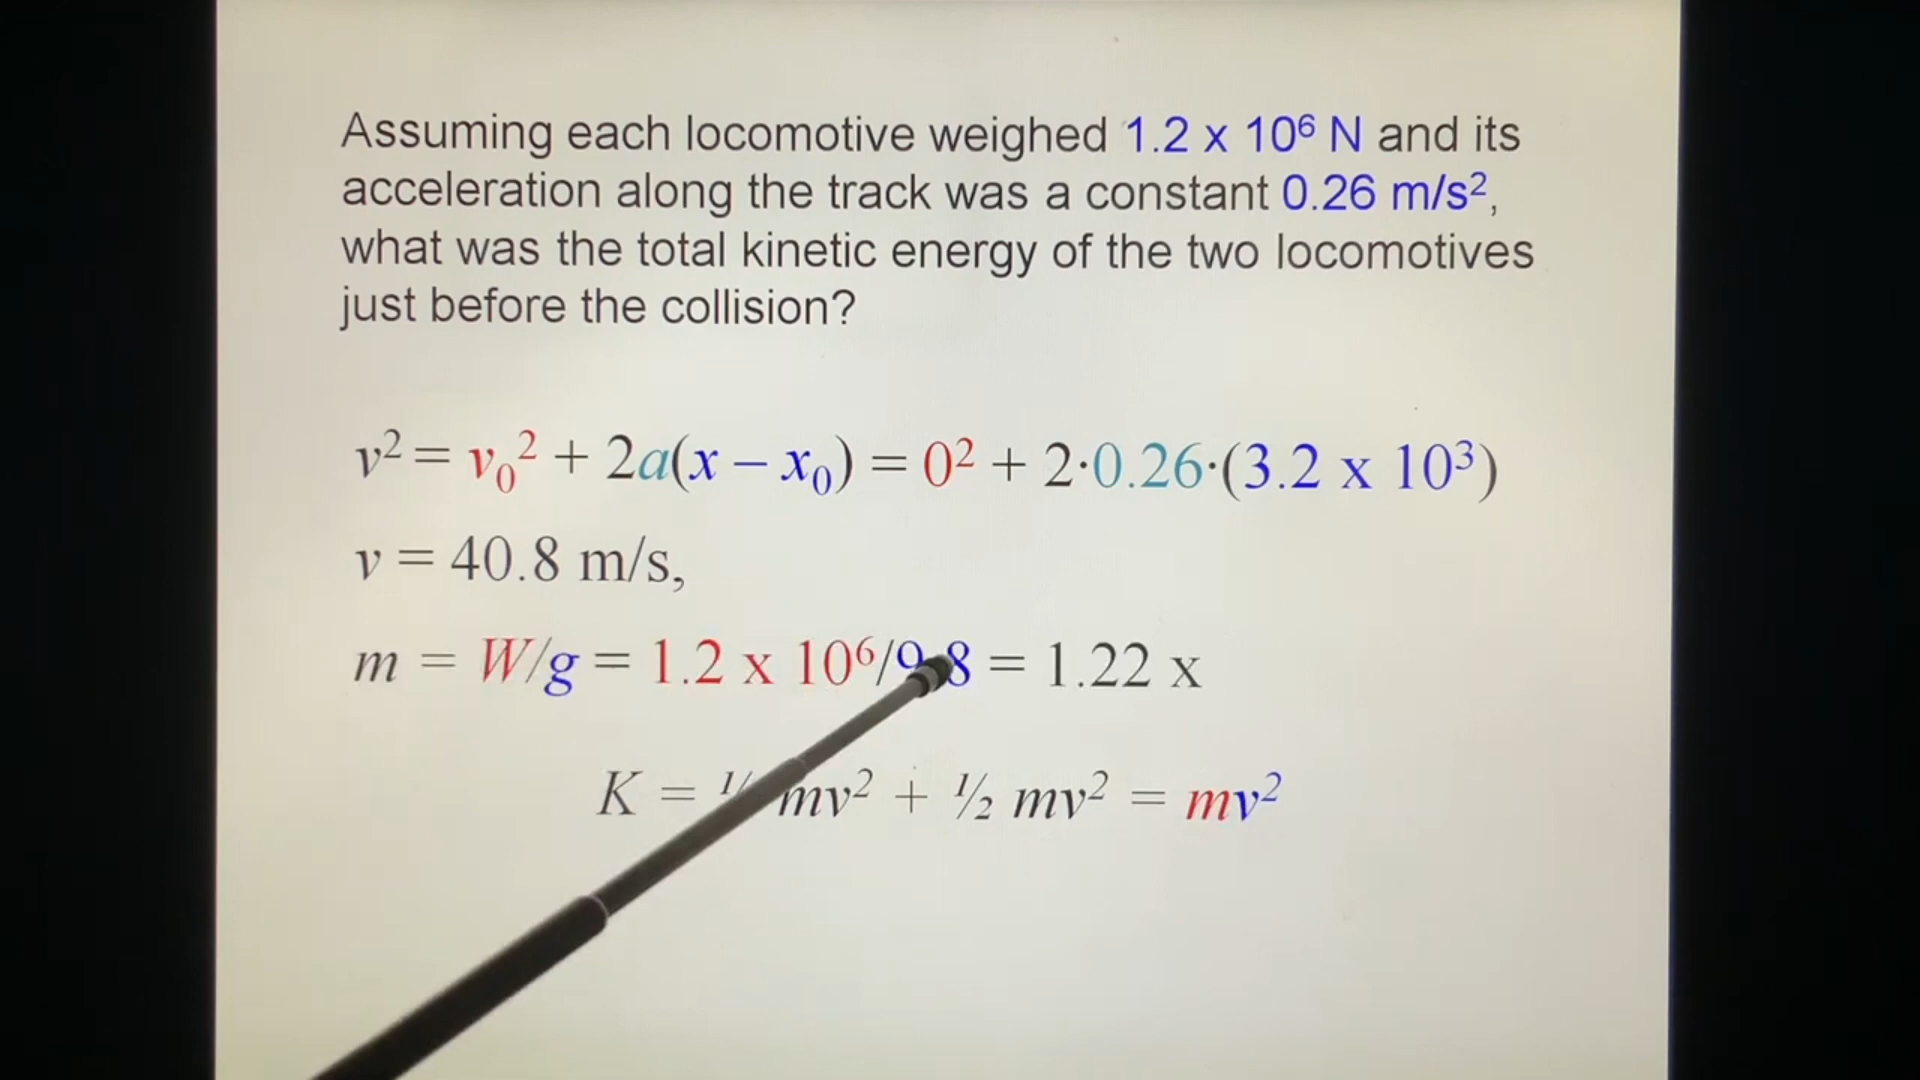 Assuming each locomotive weighed 1.2 x 10⁶ N and its
acceleration along the track was a constant 0.26 m/s²,
what was the total kinetic energy of the two locomotives
just before the collision?
v² = v₀² + 2a(x – x₀) = 0² + 2·0.26·(3.2 x 10³)
v = 40.8 m/s,
m = W/g = 1.2 x 10⁶/9.8 = 1.22 x
K = ½ mv² + ½ mv² = mv²